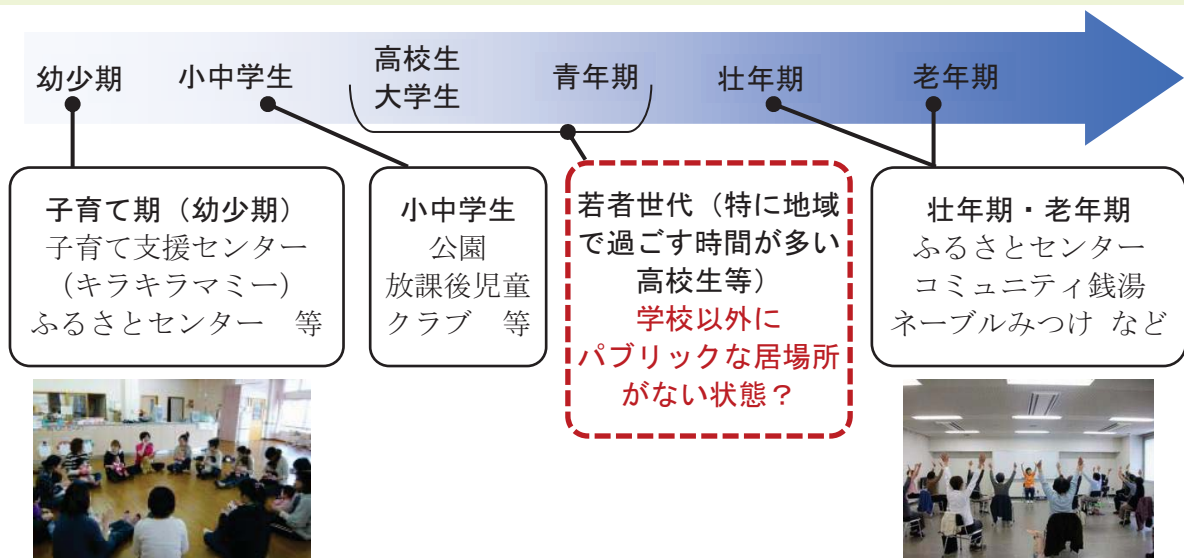 幼少期
小中学生
高校生
大学生
青年期
壮年期
老年期
子育て期（幼少期）
子育て支援センター
（キラキラマミー）
ふるさとセンター　等
小中学生
公園
放課後児童
クラブ　等
若者世代（特に地域
で過ごす時間が多い
高校生等）
学校以外に
パブリックな居場所
がない状態？
壮年期・老年期
ふるさとセンター
コミュニティ銭湯
ネーブルみつけ など